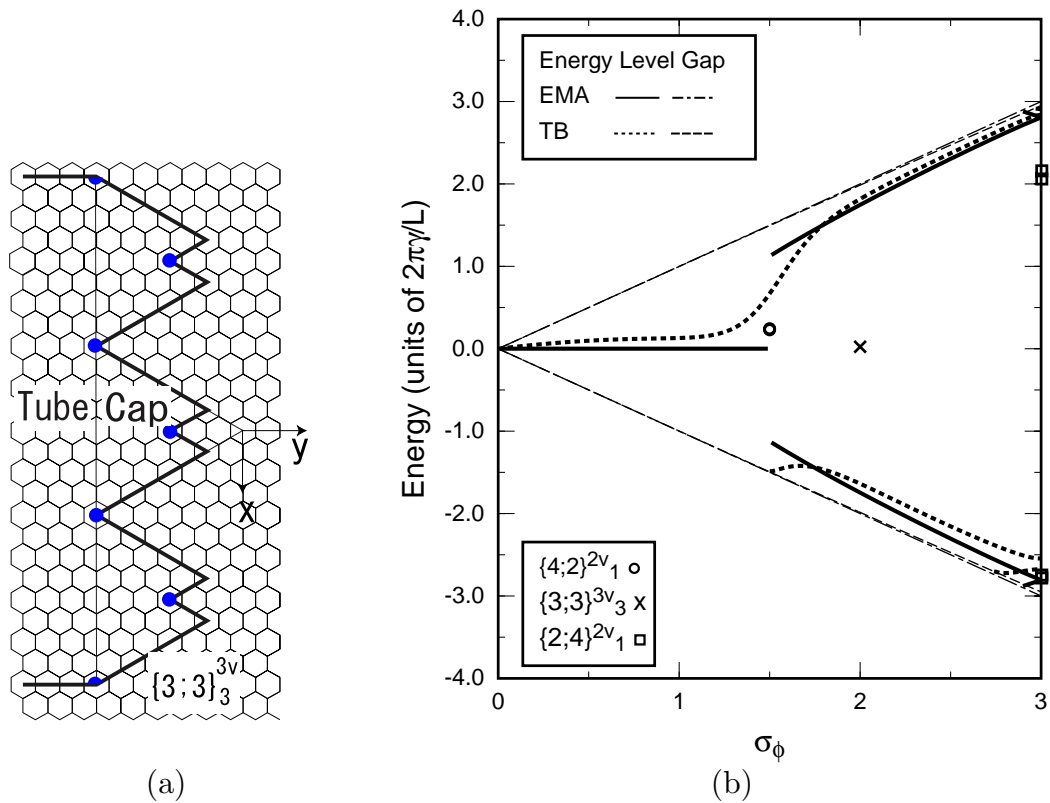 Tube Cap
y
x
{3;3}3v3
(a)
4.0
3.0
2.0
1.0
0.0
-1.0
-2.0
-3.0
-4.0
Energy (units of 2πγ/L)
Energy Level Gap
EMA
TB
{4;2}2v1
{3;3}3v3 x
{2;4}2v1
0
1
2
3
σϕ
(b)